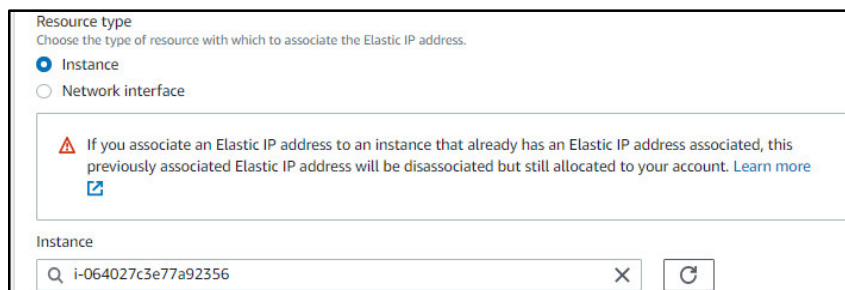 Resource type
Choose the type of resource with which to associate the Elastic IP address.
Instance
Network interface
If you associate an Elastic IP address to an instance that already has an Elastic IP address associated, this
previously associated Elastic IP address will be disassociated but still allocated to your account. Learn more
Instance
i-064027c3e77a92356